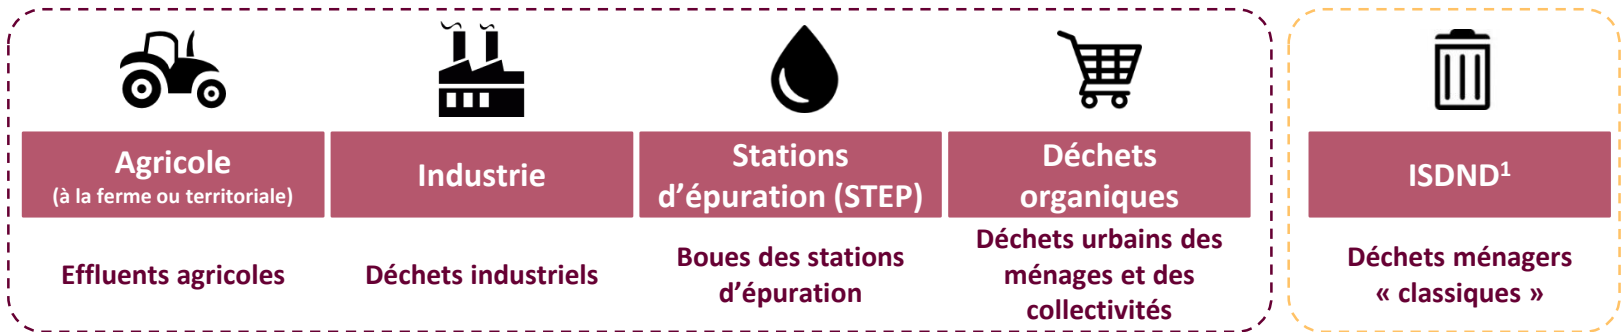 Agricole
(à la ferme ou territoriale)
Industrie
Stations
d’épuration (STEP)
Déchets
organiques
ISDND¹
Effluents agricoles
Déchets industriels
Boues des stations
d’épuration
Déchets urbains des
ménages et des
collectivités
Déchets ménagers
« classiques »